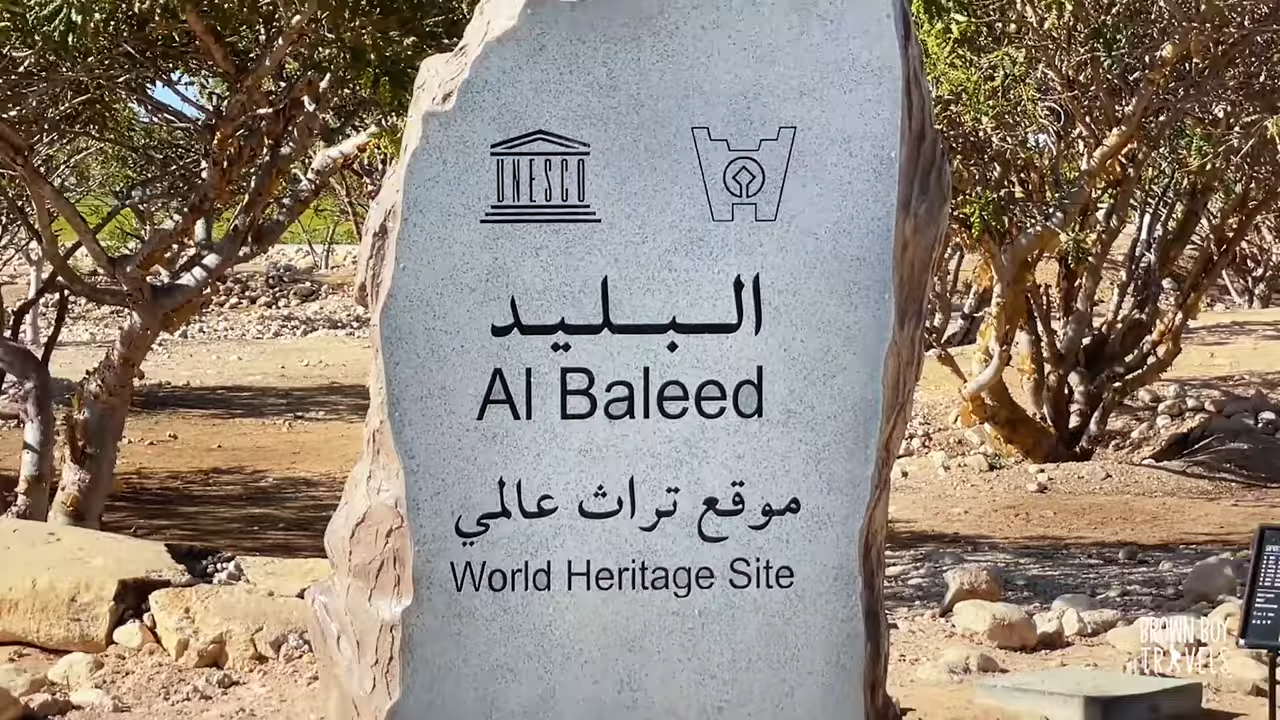 UNESCO
البليد
Al Baleed
موقع تراث عالمي
World Heritage Site
BROWN BOY
TRAVELS